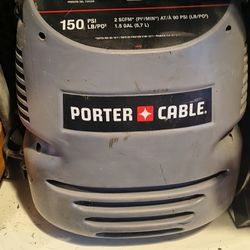 150 PSI LB/PO²
2 SCFM* (PI³/MIN*) AT/À 90 PSI (LB/PO²)
1.5 GAL (5,7 L)
PORTER CABLE®